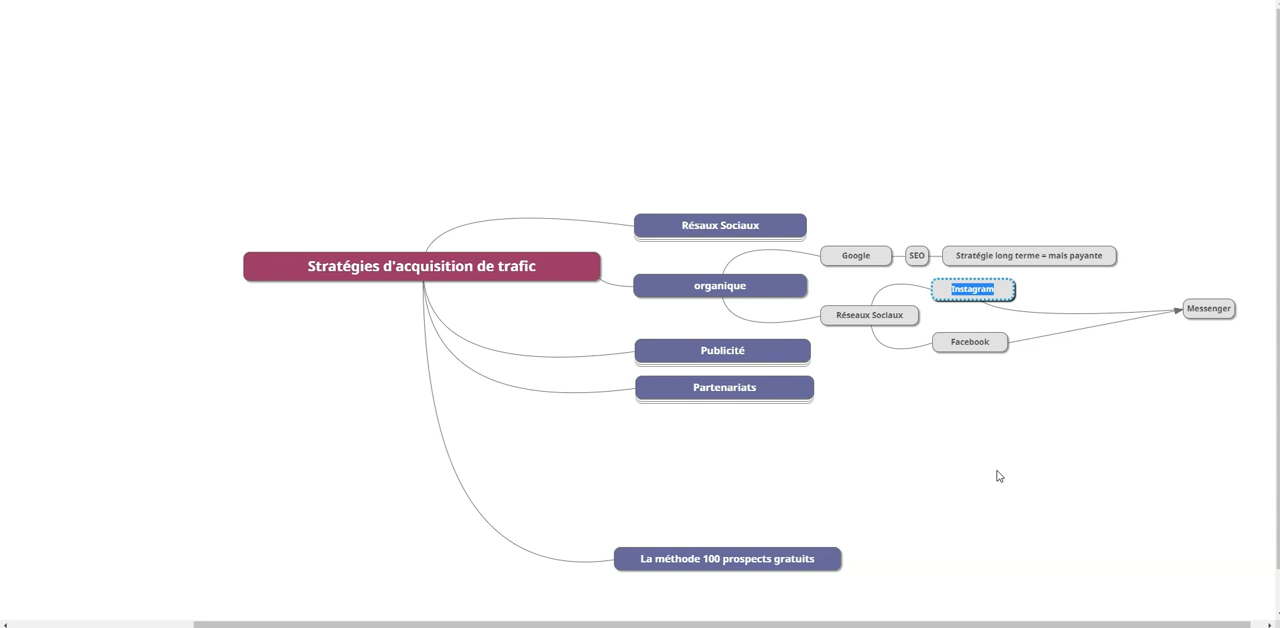 Résaux Sociaux
Stratégies d'acquisition de trafic
organique
Google
SEO
Stratégle long terme = mais payante
Instagram
Réseaux Sociaux
Messenger
Facebook
Publicité
Partenariats
La méthode 100 prospects gratuits